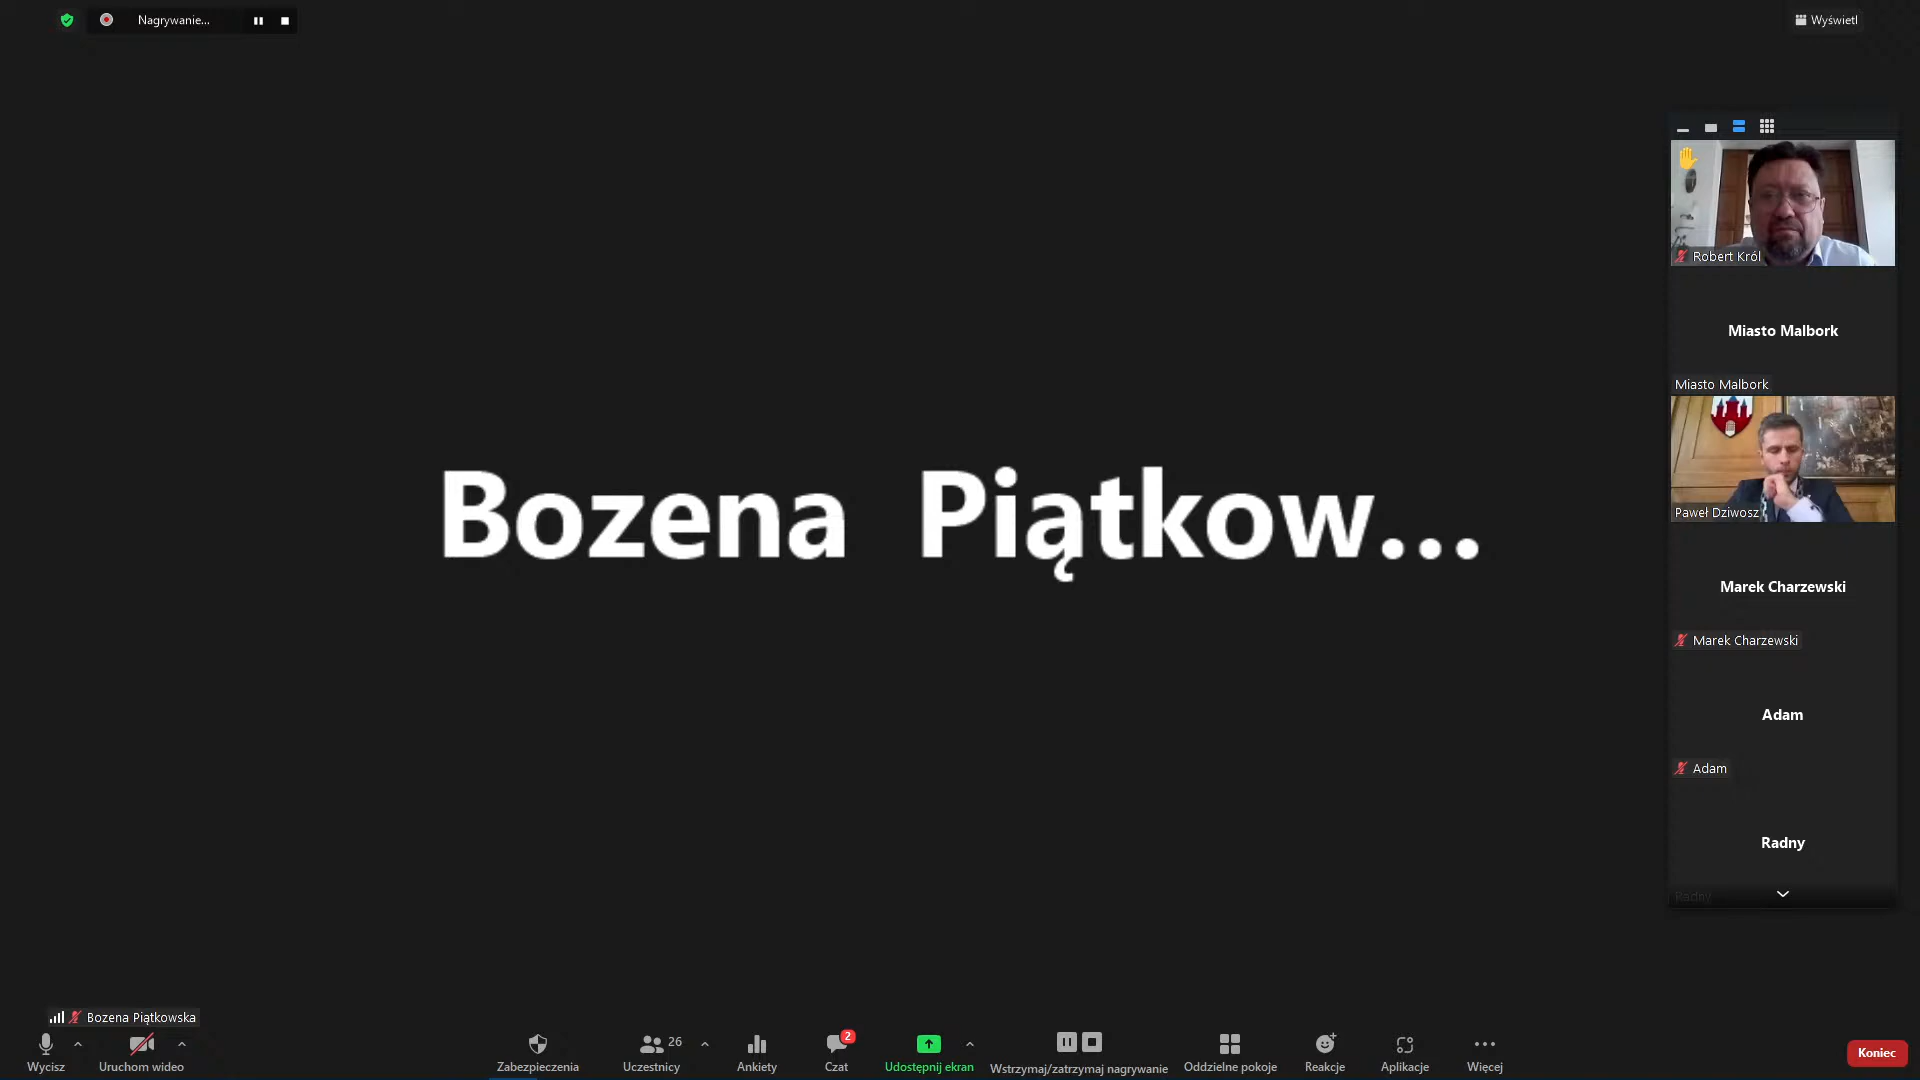 Nagrywanie...
Wyświetl
Robert Król
Miasto Malbork
Miasto Malbork
Paweł Dziwosz
Marek Charzewski
Marek Charzewski
Adam
Adam
Radny
Radny
Bozena Piątkow...
Bozena Piątkowska
Wycisz
Uruchom wideo
Zabezpieczenia
26
Uczestnicy
Ankiety
2
Czat
Udostępnij ekran
Wstrzymaj/zatrzymaj nagrywanie
Oddzielne pokoje
Reakcje
Aplikacje
Więcej
Koniec